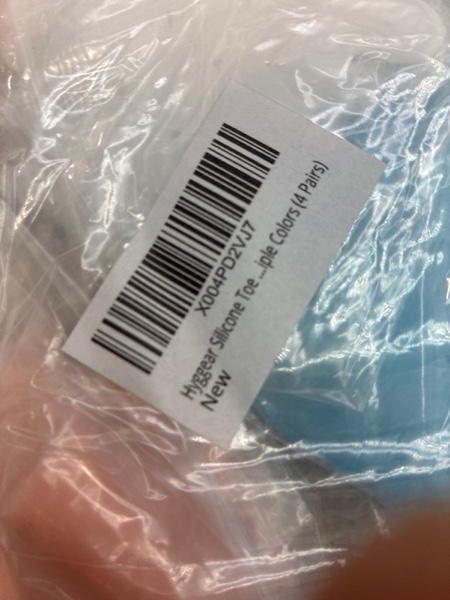 X004PD2VJ7
Hyggear Silicone Toe ...iple Colors (4 Pairs)
New